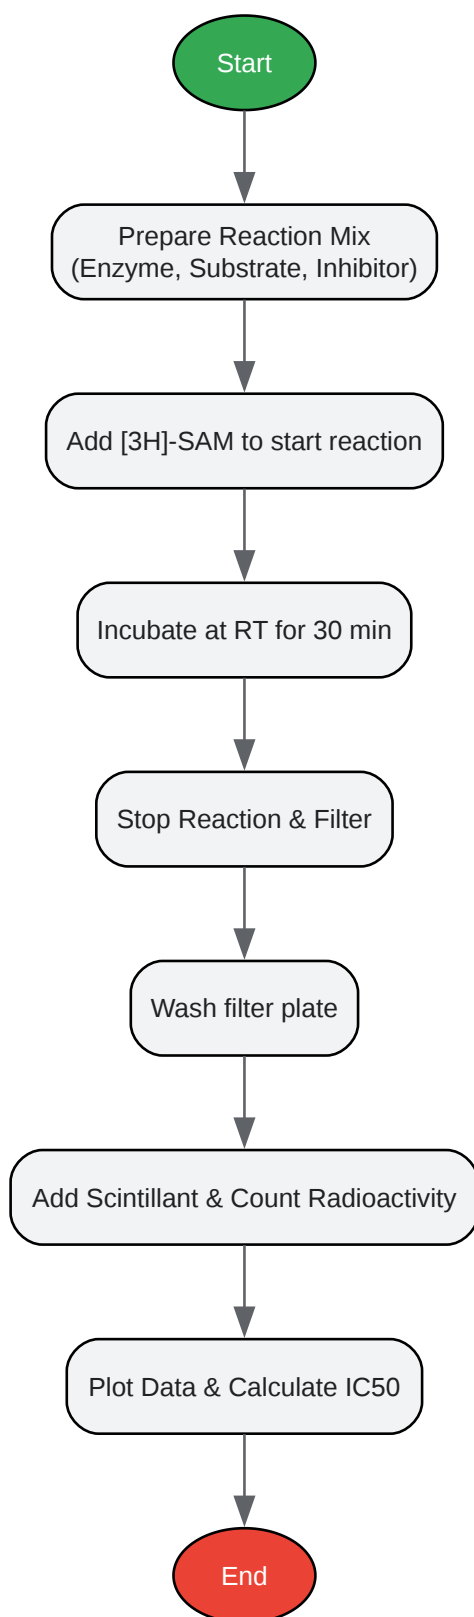 Start
Prepare Reaction Mix
(Enzyme, Substrate, Inhibitor)
Add [3H]-SAM to start reaction
Incubate at RT for 30 min
Stop Reaction & Filter
Wash filter plate
Add Scintillant & Count Radioactivity
Plot Data & Calculate IC50
End